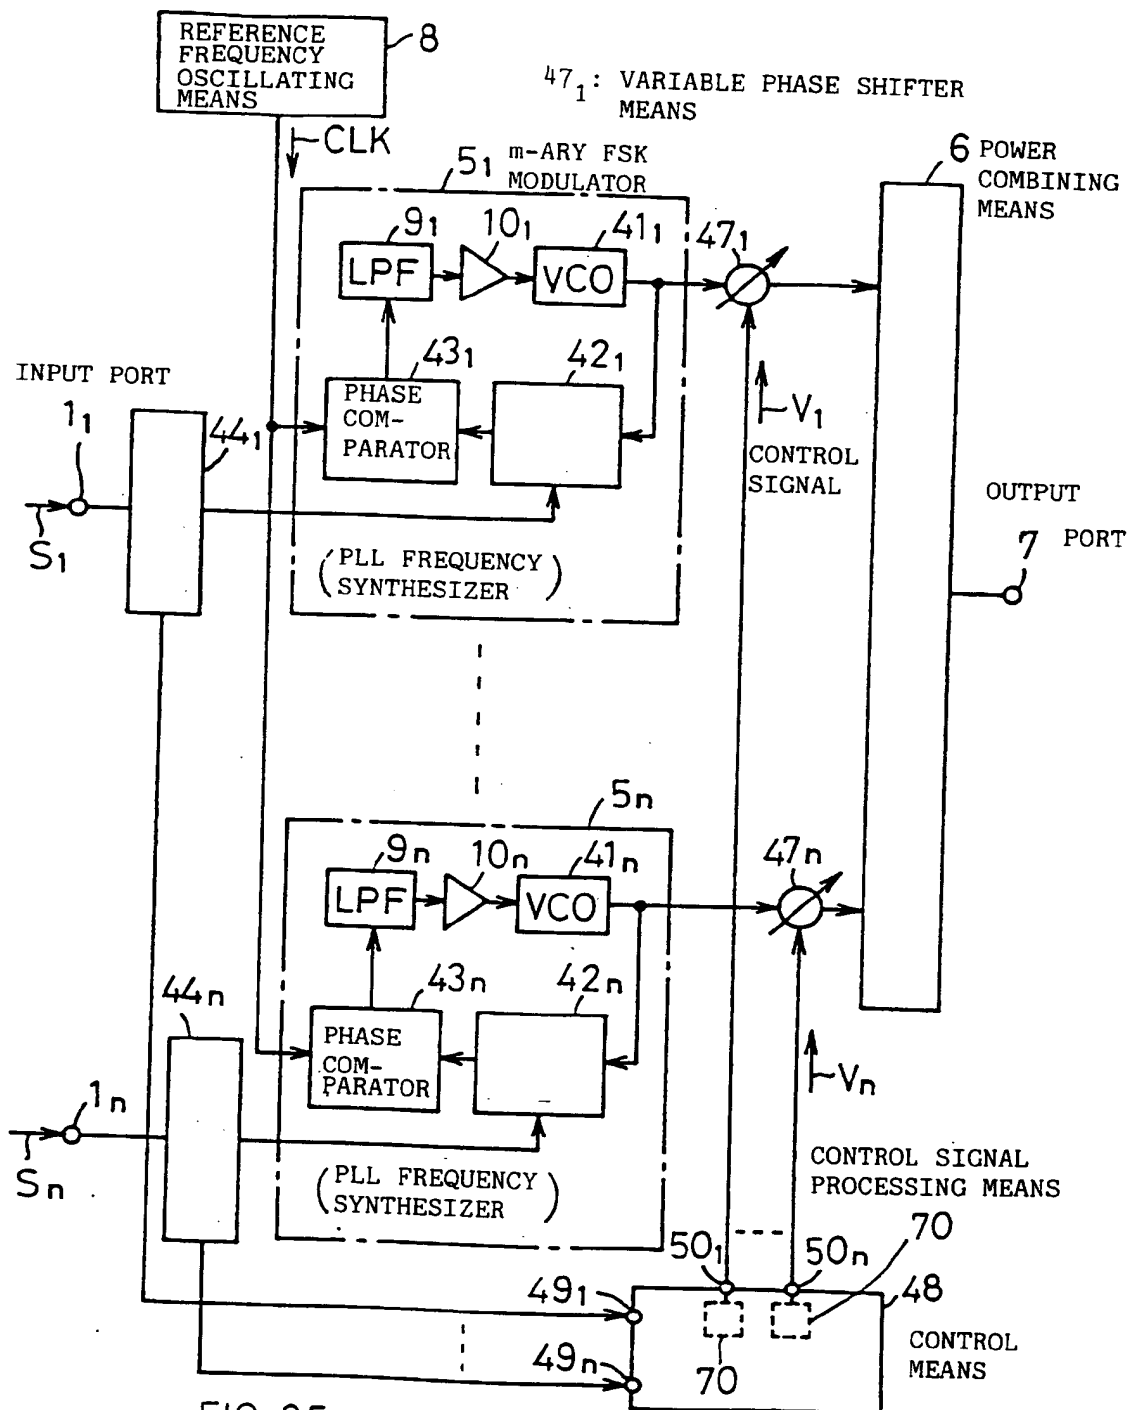 REFERENCE
FREQUENCY
OSCILLATING
MEANS
8
47₁: VARIABLE PHASE SHIFTER
MEANS
CLK
5₁
m-ARY FSK
MODULATOR
6 POWER
COMBINING
MEANS
9₁
10₁
41₁
47₁
LPF
VCO
INPUT PORT
1₁
44₁
43₁
42₁
PHASE
COM-
PARATOR
V₁
CONTROL
SIGNAL
S₁
OUTPUT
7 PORT
(PLL FREQUENCY
SYNTHESIZER)
5n
9n
10n
41n
47n
LPF
VCO
44n
43n
42n
PHASE
COM-
PARATOR
Vn
1n
Sn
(PLL FREQUENCY
SYNTHESIZER)
CONTROL SIGNAL
PROCESSING MEANS
50₁
50n
70
49₁
48
49n
70
CONTROL
MEANS